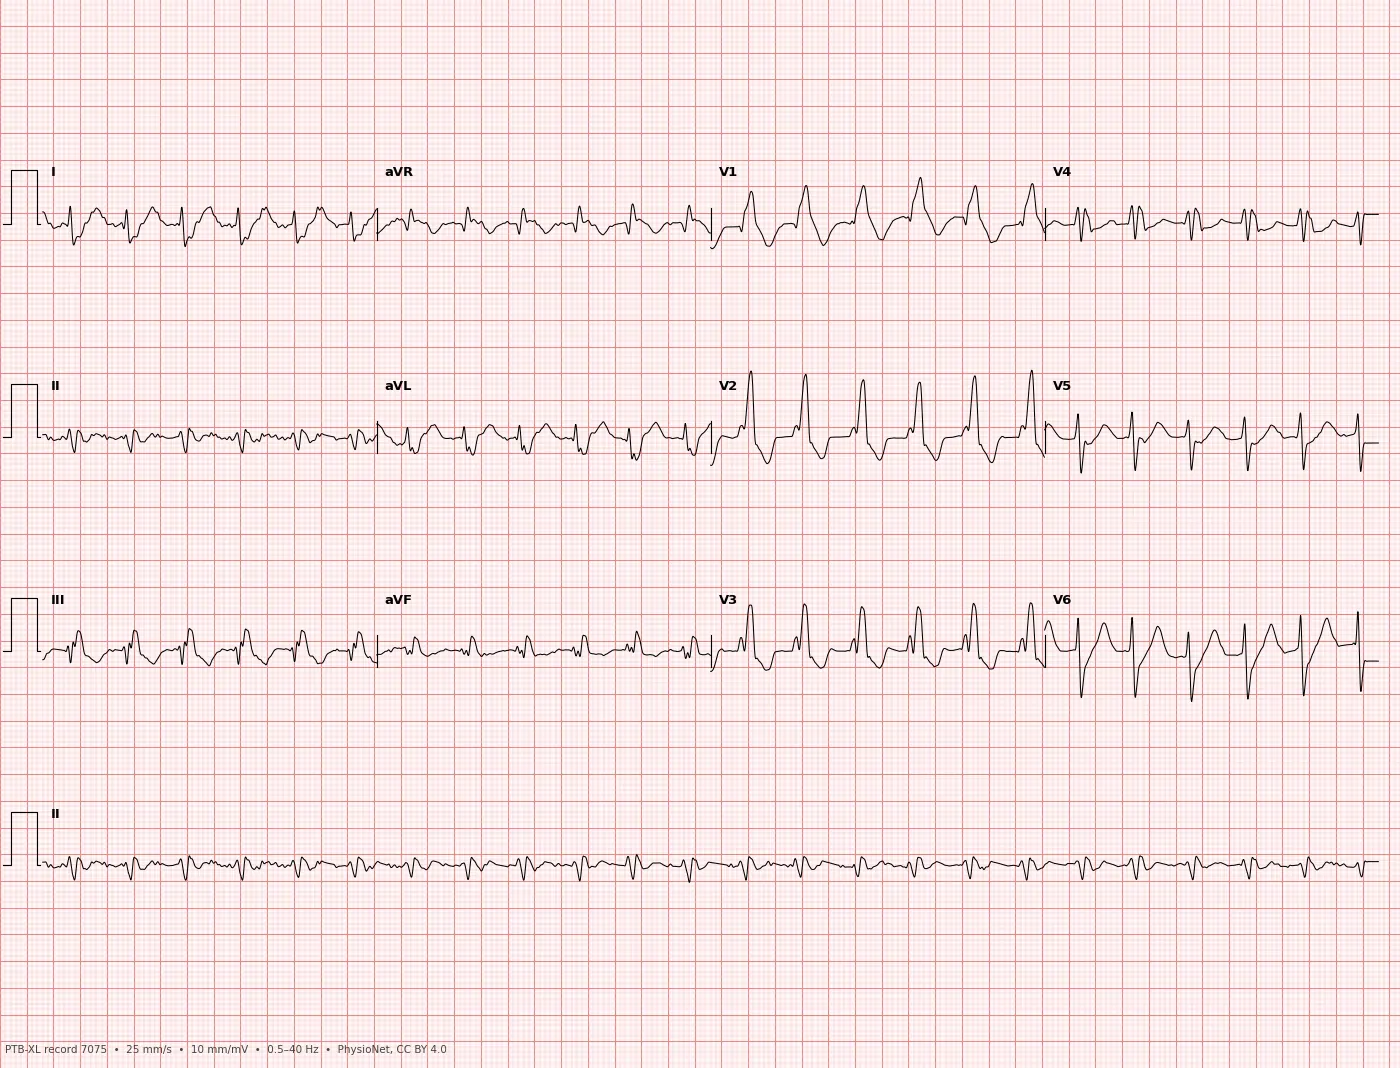 I aVR V1 V4
II aVL V2 V5
III aVF V3 V6
II
PTB-XL record 7075 • 25 mm/s • 10 mm/mV • 0.5–40 Hz • PhysioNet, CC BY 4.0